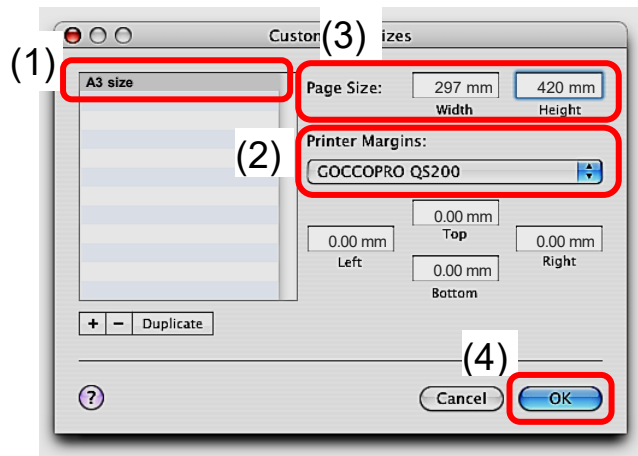 Custom izes
(3)
(1)
A3 size
Page Size: 297 mm 420 mm
Width Height
(2)
Printer Margins:
GOCCOPRO QS200
0.00 mm
Top
0.00 mm 0.00 mm
Left Right
0.00 mm
Bottom
+ − Duplicate
(4)
? Cancel OK